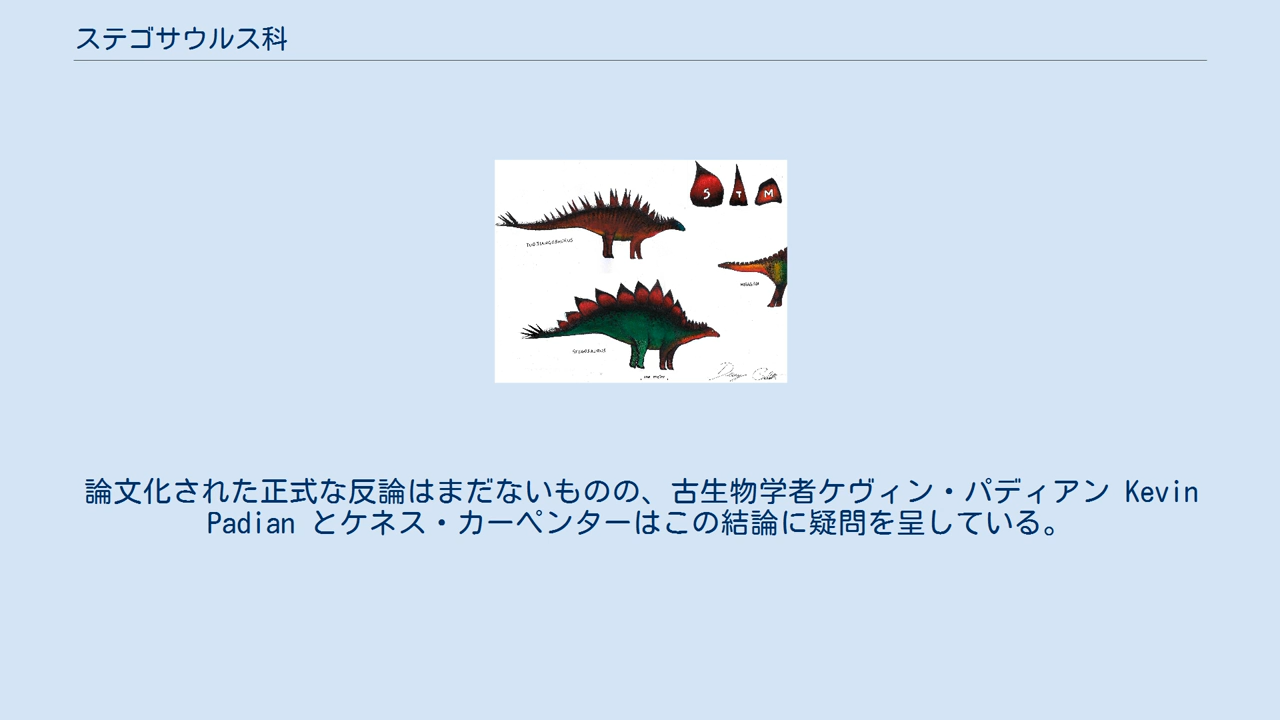 ステゴサウルス科
S T M
TUOJIANGOSAURUS
STEGOSAURUS
論文化された正式な反論はまだないものの、古生物学者ケヴィン・パディアン Kevin
Padian とケネス・カーペンターはこの結論に疑問を呈している。